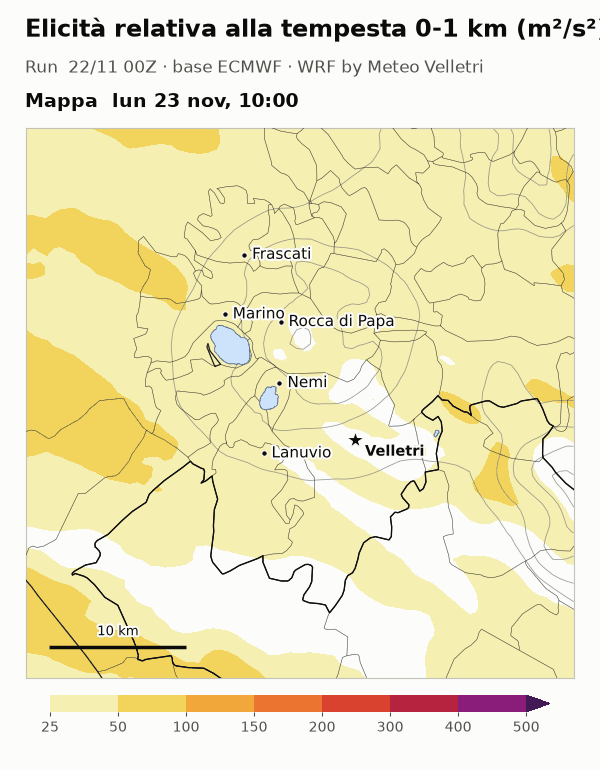 Elicità relativa alla tempesta 0-1 km (m²/s²)
Run 22/11 00Z · base ECMWF · WRF by Meteo Velletri
Mappa lun 23 nov, 10:00
Frascati
Marino
Rocca di Papa
Nemi
Velletri
Lanuvio
10 km
25 50 100 150 200 300 400 500